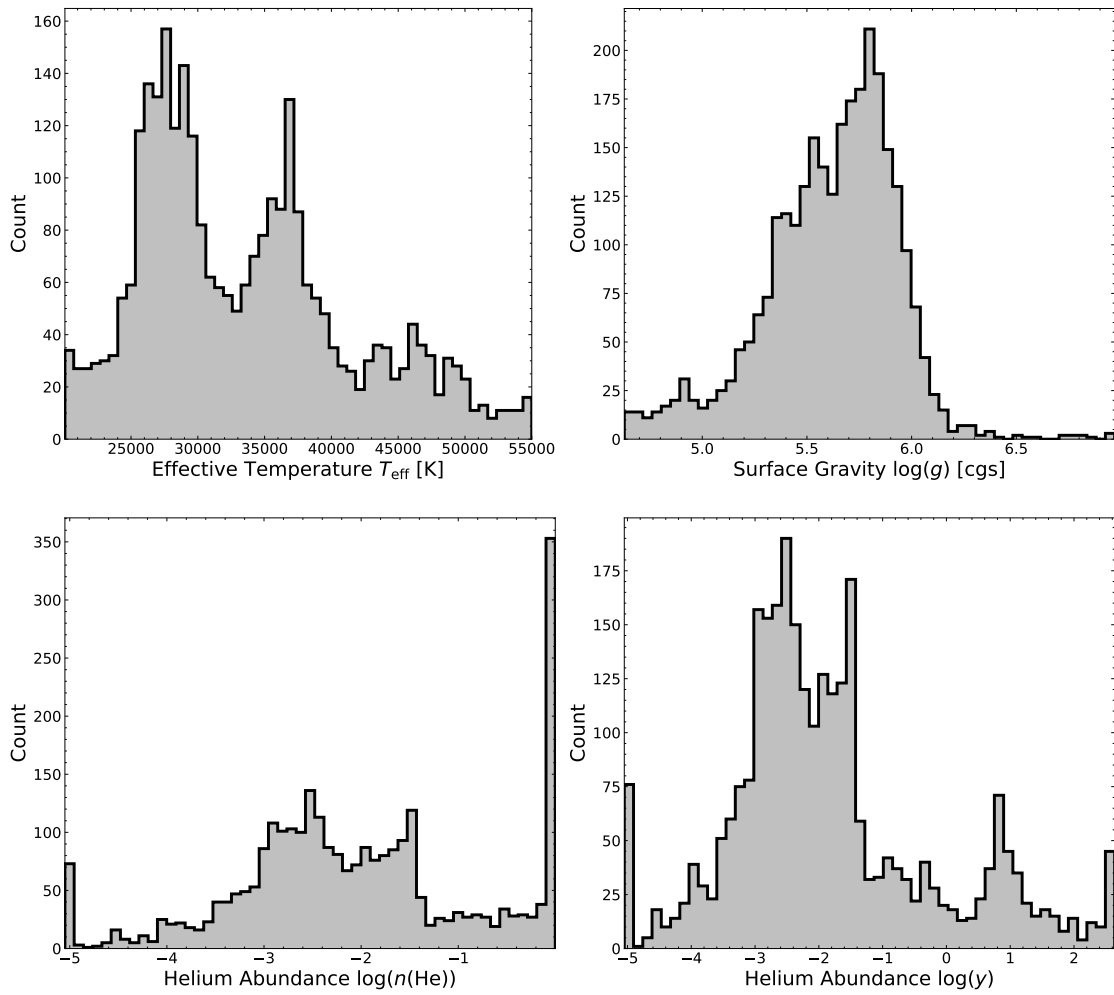 160
140
120
100
80
60
40
20
0
Count
25000 30000 35000 40000 45000 50000 55000
Effective Temperature T_eff [K]
200
175
150
125
100
75
50
25
0
Count
5.0 5.5 6.0 6.5
Surface Gravity log(g) [cgs]
350
300
250
200
150
100
50
0
Count
−5 −4 −3 −2 −1
Helium Abundance log(n(He))
175
150
125
100
75
50
25
0
Count
−5 −4 −3 −2 −1 0 1 2
Helium Abundance log(y)